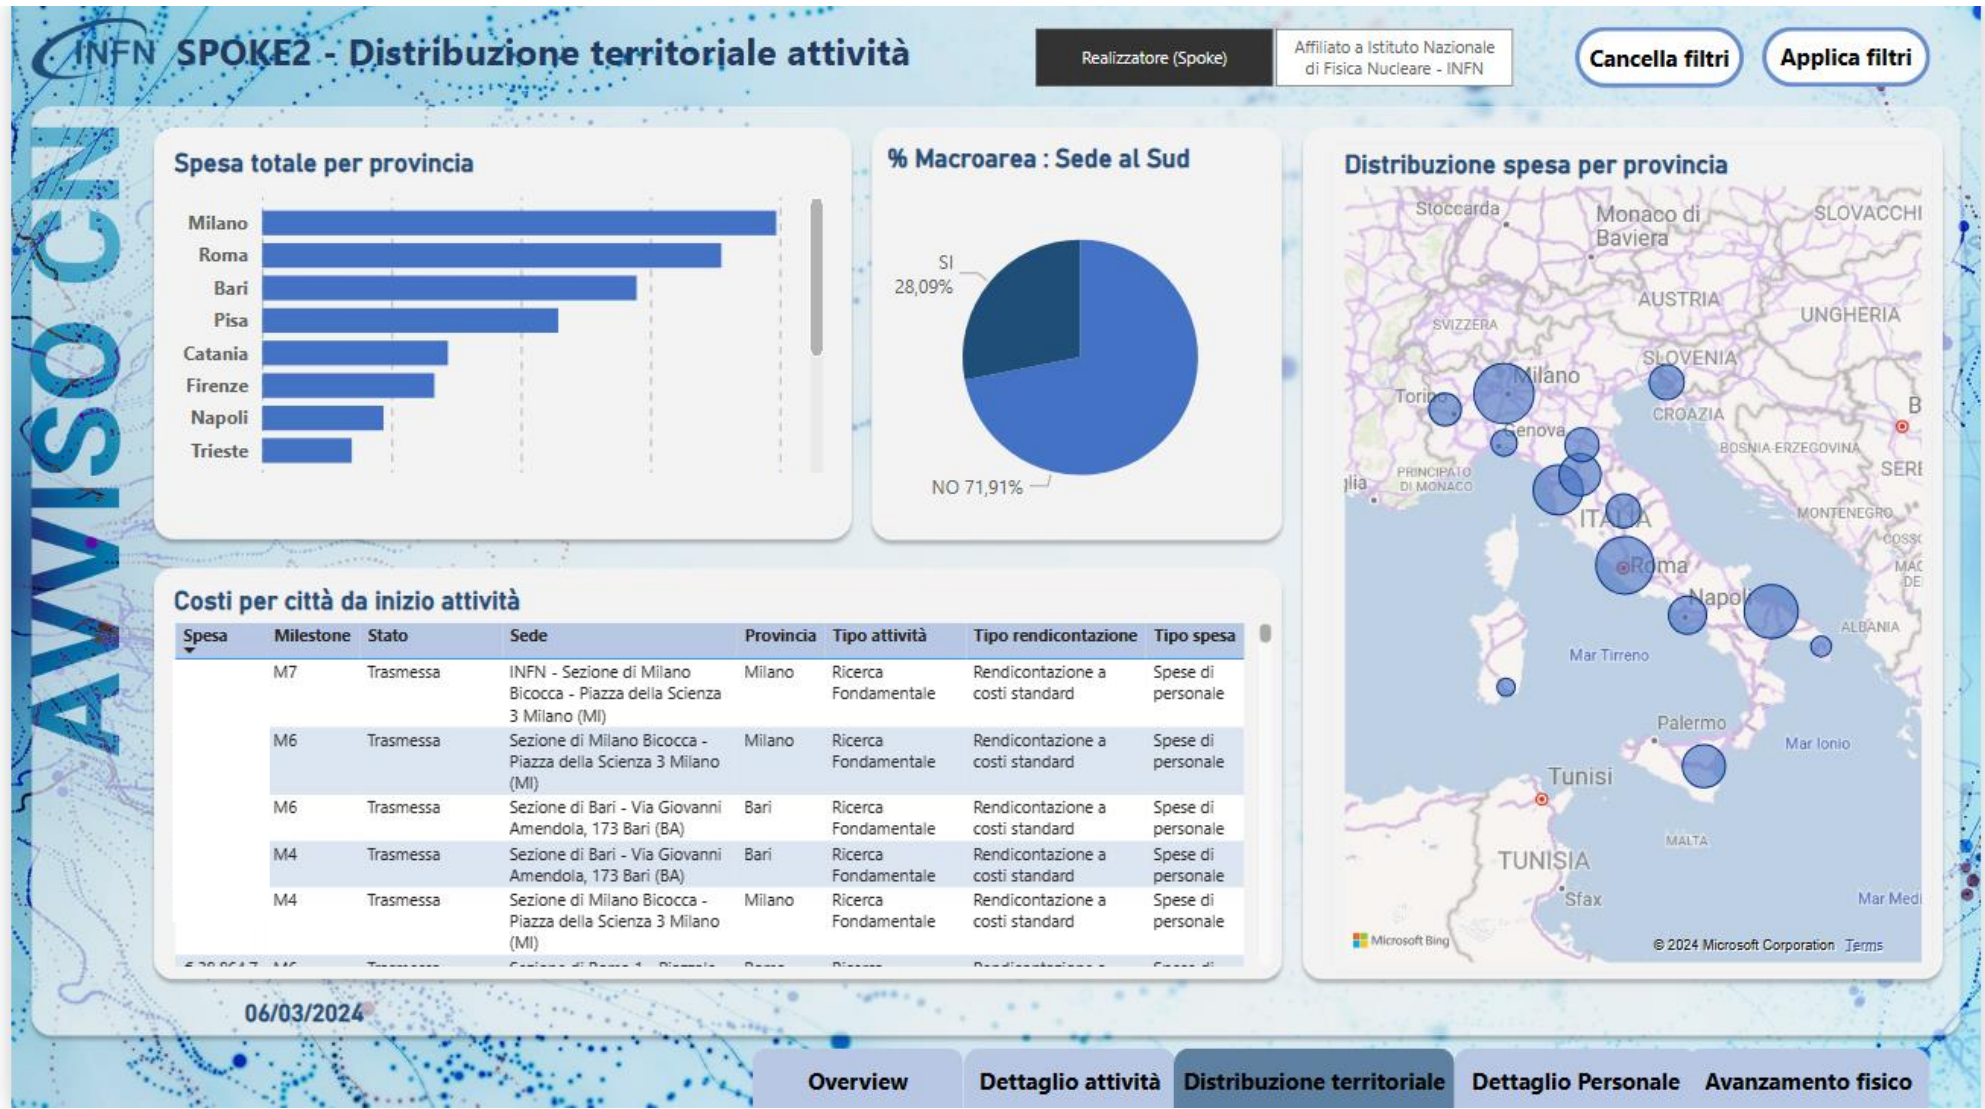 INFN SPOKE2 - Distribuzione territoriale attività
Realizzatore (Spoke)
Affiliato a Istituto Nazionale
di Fisica Nucleare - INFN
Cancella filtri
Applica filtri
AVVISO CN
Spesa totale per provincia
Milano
Roma
Bari
Pisa
Catania
Firenze
Napoli
Trieste
% Macroarea : Sede al Sud
SI
28,09%
NO 71,91%
Distribuzione spesa per provincia
Stoccarda
Monaco di
Baviera
SLOVACCHI
AUSTRIA
UNGHERIA
SVIZZERA
SLOVENIA
Milano
Torino
CROAZIA
B
Genova
BOSNIA-ERZEGOVINA
PRINCIPATO
DI MONACO
SERE
glia
ITALIA
MONTENEGRO
COSSO
Roma
MAC
DE
Napoli
ALBANIA
Mar Tirreno
Palermo
Mar Ionio
Tunisi
MALTA
TUNISIA
Sfax
Mar Medi
Microsoft Bing
© 2024 Microsoft Corporation Terms
Costi per città da inizio attività
Spesa Milestone Stato Sede Provincia Tipo attività Tipo rendicontazione Tipo spesa
M7 Trasmessa INFN - Sezione di Milano Milano Ricerca Rendicontazione a Spese di
Bicocca - Piazza della Scienza Fondamentale costi standard personale
3 Milano (MI)
M6 Trasmessa Sezione di Milano Bicocca - Milano Ricerca Rendicontazione a Spese di
Piazza della Scienza 3 Milano Fondamentale costi standard personale
(MI)
M6 Trasmessa Sezione di Bari - Via Giovanni Bari Ricerca Rendicontazione a Spese di
Amendola, 173 Bari (BA) Fondamentale costi standard personale
M4 Trasmessa Sezione di Bari - Via Giovanni Bari Ricerca Rendicontazione a Spese di
Amendola, 173 Bari (BA) Fondamentale costi standard personale
M4 Trasmessa Sezione di Milano Bicocca - Milano Ricerca Rendicontazione a Spese di
Piazza della Scienza 3 Milano Fondamentale costi standard personale
(MI)
06/03/2024
Overview
Dettaglio attività
Distribuzione territoriale
Dettaglio Personale
Avanzamento fisico